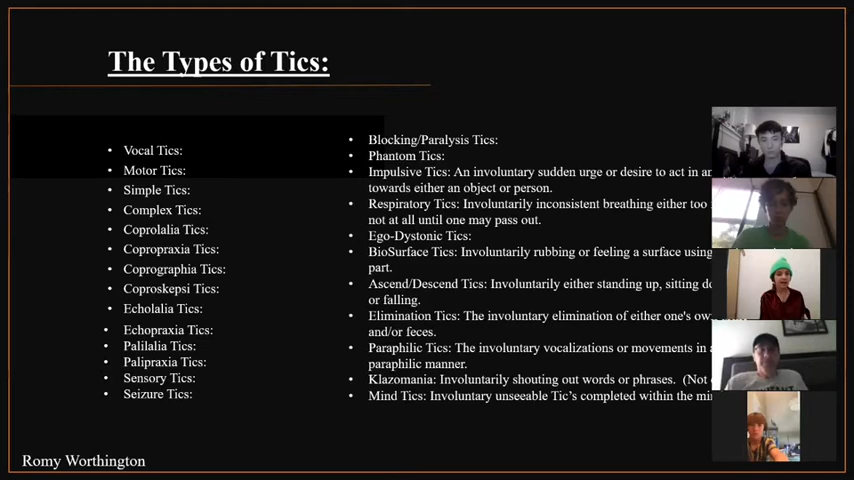 The Types of Tics:
• Vocal Tics:
• Motor Tics:
• Simple Tics:
• Complex Tics:
• Coprolalia Tics:
• Copropraxia Tics:
• Coprographia Tics:
• Coproskepsi Tics:
• Echolalia Tics:
• Echopraxia Tics:
• Palilalia Tics:
• Palipraxia Tics:
• Sensory Tics:
• Seizure Tics:
• Blocking/Paralysis Tics:
• Phantom Tics:
• Impulsive Tics: An involuntary sudden urge or desire to act in
towards either an object or person.
• Respiratory Tics: Involuntarily inconsistent breathing either too
not at all until one may pass out.
• Ego-Dystonic Tics:
• BioSurface Tics: Involuntarily rubbing or feeling a surface using
part.
• Ascend/Descend Tics: Involuntarily either standing up, sitting
or falling.
• Elimination Tics: The involuntary elimination of either one's
and/or feces.
• Paraphilic Tics: The involuntary vocalizations or movements in
paraphilic manner.
• Klazomania: Involuntarily shouting out words or phrases. (Not
• Mind Tics: Involuntary unseeable Tic’s completed within the
Romy Worthington